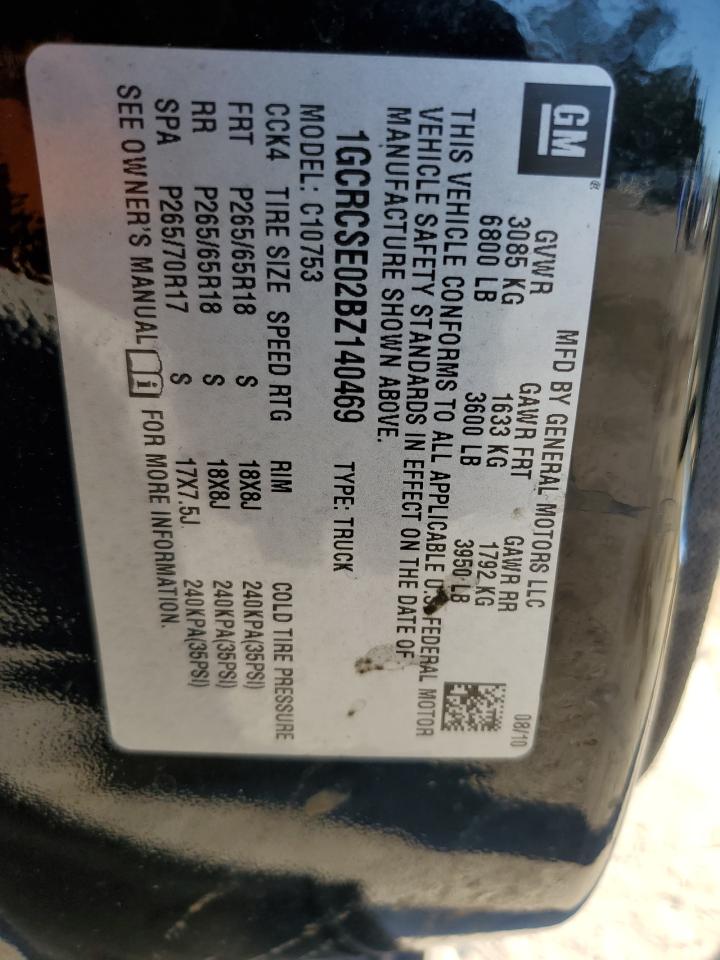 GM®
MFD BY GENERAL MOTORS LLC 08/10
GVWR GAWR FRT GAWR RR
3085 KG 1633 KG 1792 KG
6800 LB 3600 LB 3950 LB
THIS VEHICLE CONFORMS TO ALL APPLICABLE U.S. FEDERAL MOTOR
VEHICLE SAFETY STANDARDS IN EFFECT ON THE DATE OF
MANUFACTURE SHOWN ABOVE.
1GCRCSE02BZ140469 TYPE: TRUCK
MODEL: C10753
CCK4 TIRE SIZE SPEED RTG RIM COLD TIRE PRESSURE
FRT P265/65R18 S 18X8J 240KPA(35PSI)
RR P265/65R18 S 18X8J 240KPA(35PSI)
SPA P265/70R17 S 17X7.5J 240KPA(35PSI)
SEE OWNER'S MANUAL FOR MORE INFORMATION.